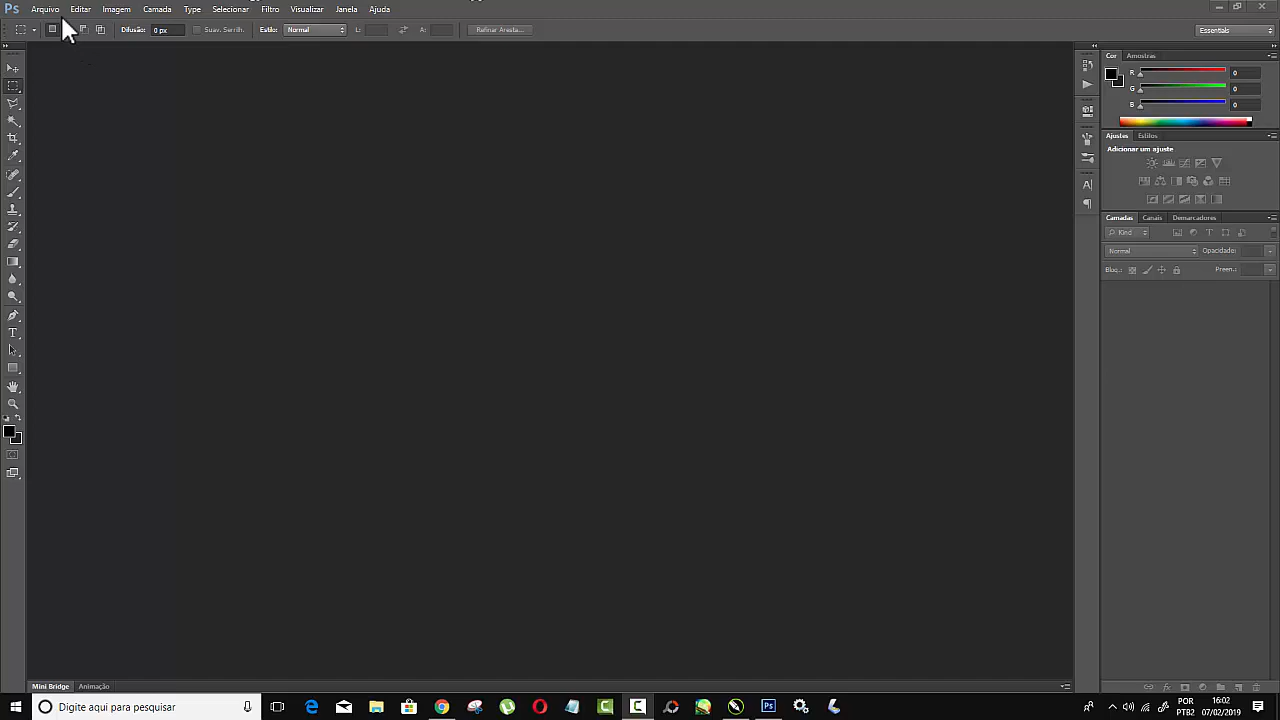 Ps Arquivo Editar Imagem Camada Type Selecionar Filtro Visualizar Janela Ajuda
Difusão: 0 px Suav. Serrilh. Estilo: Normal L: A: Refinar Aresta... Essentials
Cor Amostras
R 0
G 0
B 0
Ajustes Estilos
Adicionar um ajuste
Camadas Canais Demarcadores
Kind
Normal Opacidade:
Bloq.: Preen.:
Mini Bridge Animação
Digite aqui para pesquisar
POR
PTB2
16:02
07/02/2019